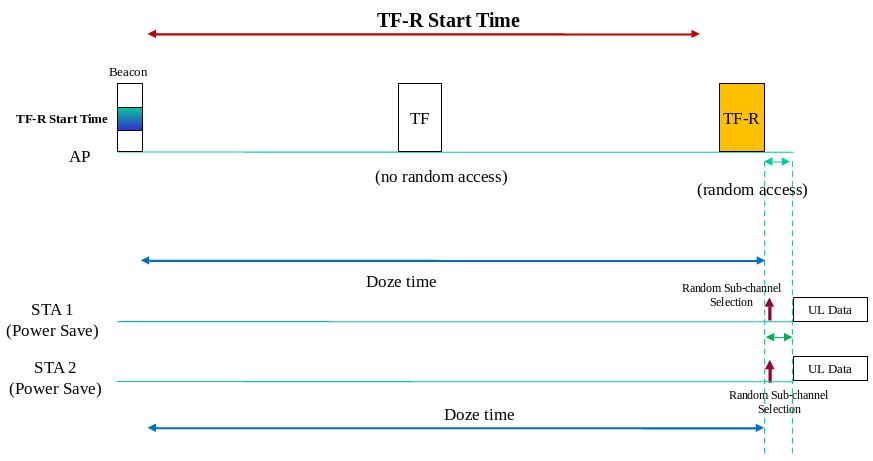 TF-R Start Time
Beacon
TF-R Start Time
TF
TF-R
AP
(no random access)
(random access)
Doze time
Random Sub-channel
Selection
STA 1
(Power Save)
UL Data
STA 2
(Power Save)
UL Data
Random Sub-channel
Selection
Doze time